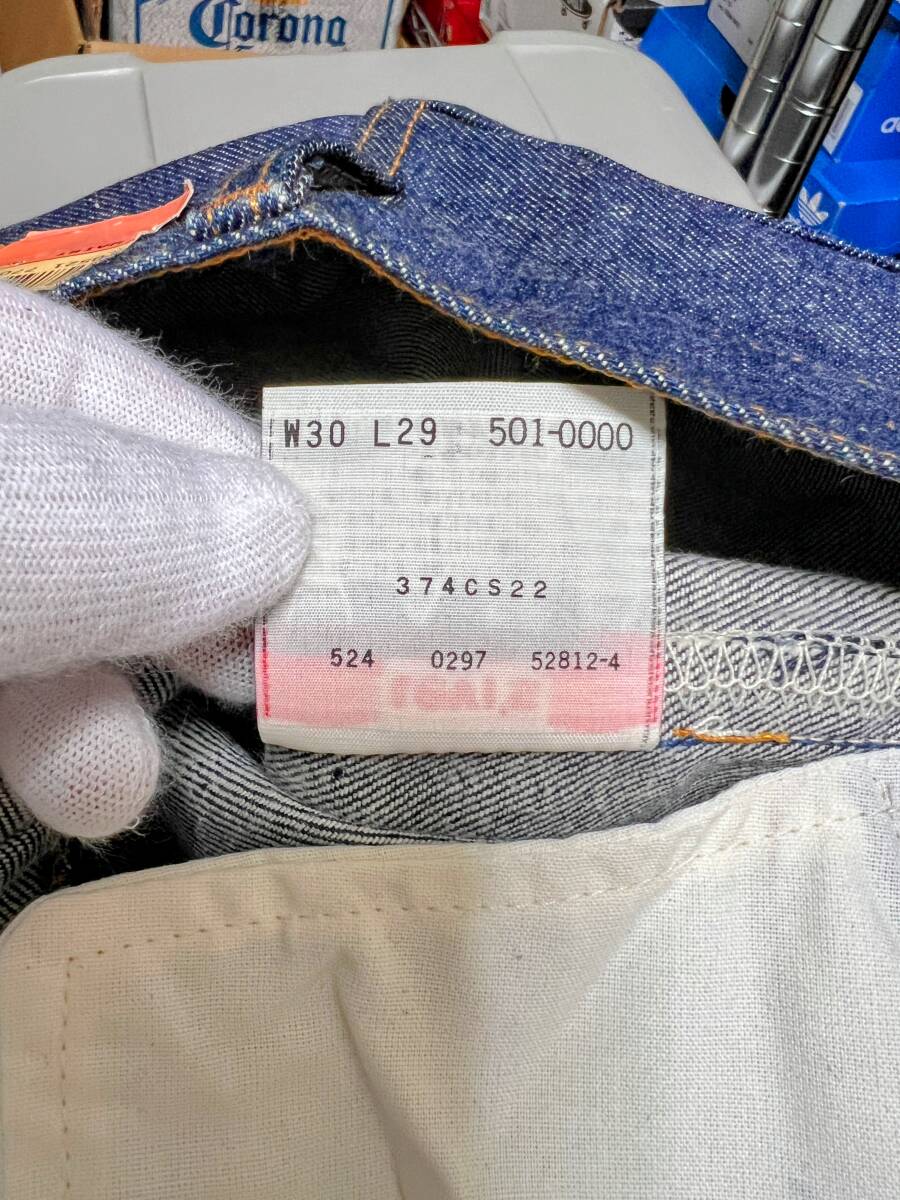 Corona
W30 L29 501-0000
374CS22
524 0297 52812-4